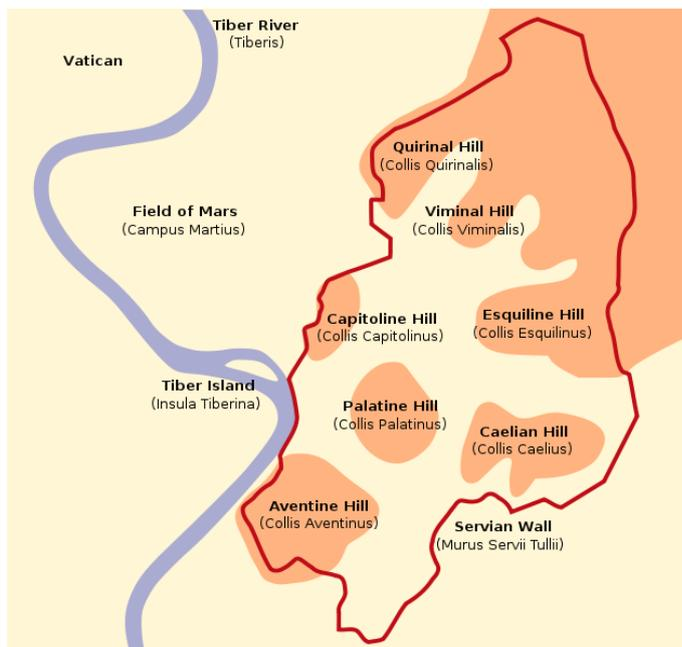 Tiber River
(Tiberis)
Vatican
Quirinal Hill
(Collis Quirinalis)
Field of Mars
(Campus Martius)
Viminal Hill
(Collis Viminalis)
Capitoline Hill
(Collis Capitolinus)
Esquiline Hill
(Collis Esquilinus)
Tiber Island
(Insula Tiberina)
Palatine Hill
(Collis Palatinus)
Caelian Hill
(Collis Caelius)
Aventine Hill
(Collis Aventinus)
Servian Wall
(Murus Servii Tullii)